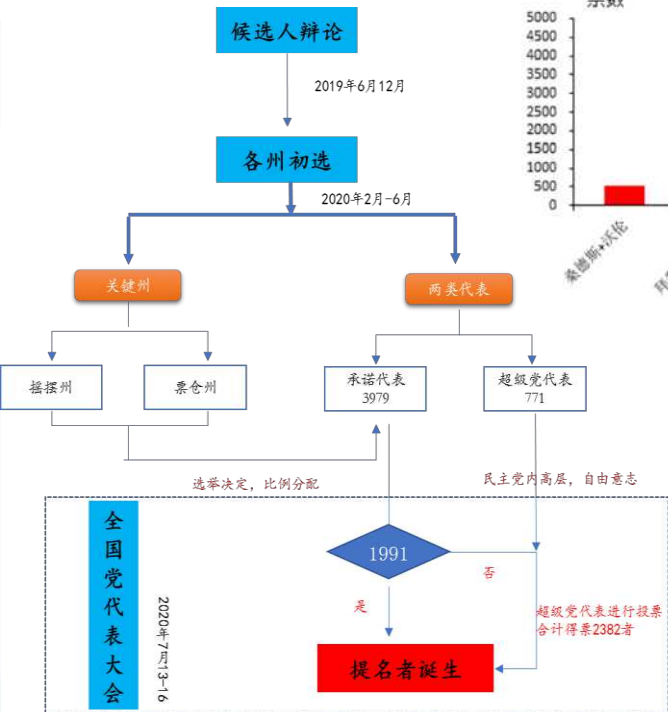 候选人辩论
2019年6月12月
各州初选
2020年2月-6月
关键州
两类代表
摇摆州
票仓州
承诺代表
3979
超级党代表
771
选举决定，比例分配
民主党内高层，自由意志
全国党代表大会
2020年7月13-16
1991
否
是
超级党代表进行投票
合计得票2382者
提名者诞生
5000
4500
4000
3500
3000
2500
2000
1500
1000
500
0
桑德斯+沃伦